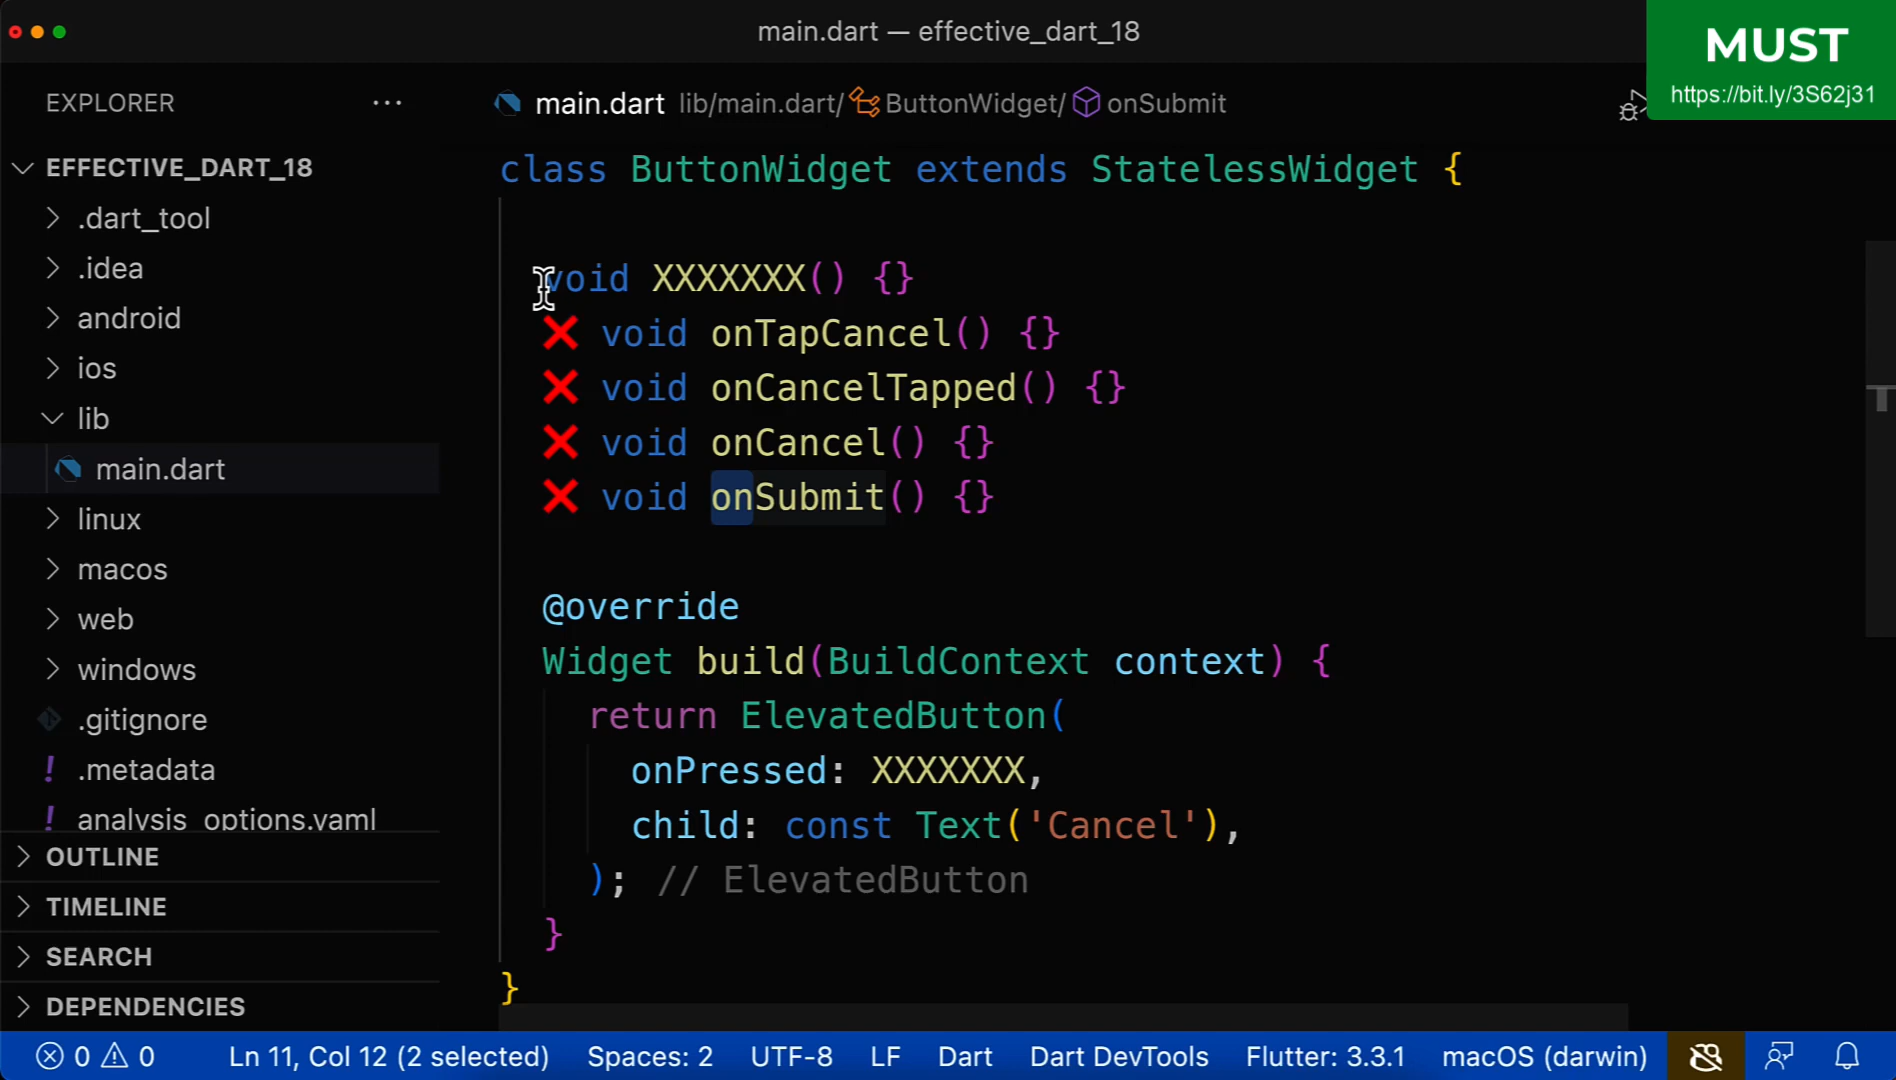 main.dart — effective_dart_18
MUST
https://bit.ly/3S62j31
EXPLORER
main.dart lib/main.dart/ ButtonWidget/ onSubmit
EFFECTIVE_DART_18
.dart_tool
.idea
android
ios
lib
main.dart
linux
macos
web
windows
.gitignore
! .metadata
! analysis_options.yaml
OUTLINE
TIMELINE
SEARCH
DEPENDENCIES
class ButtonWidget extends StatelessWidget {
void XXXXXXX() {}
❌ void onTapCancel() {}
❌ void onCancelTapped() {}
❌ void onCancel() {}
❌ void onSubmit() {}
@override
Widget build(BuildContext context) {
return ElevatedButton(
onPressed: XXXXXXX,
child: const Text('Cancel'),
); // ElevatedButton
}
}
0 0 Ln 11, Col 12 (2 selected) Spaces: 2 UTF-8 LF Dart Dart DevTools Flutter: 3.3.1 macOS (darwin)